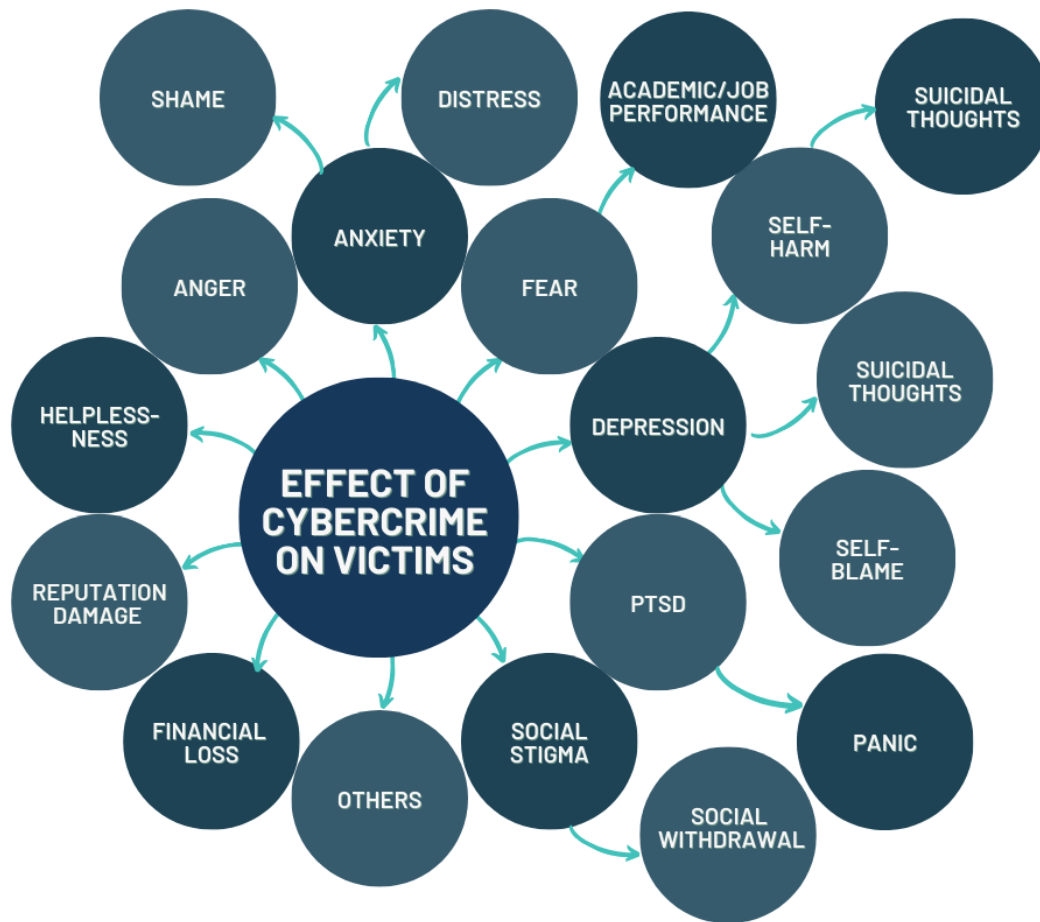 SHAME
DISTRESS
ACADEMIC/JOB
PERFORMANCE
SUICIDAL
THOUGHTS
ANXIETY
SELF-
HARM
ANGER
FEAR
SUICIDAL
THOUGHTS
HELPLESS-
NESS
DEPRESSION
EFFECT OF
CYBERCRIME
ON VICTIMS
SELF-
BLAME
REPUTATION
DAMAGE
PTSD
FINANCIAL
LOSS
SOCIAL
STIGMA
PANIC
OTHERS
SOCIAL
WITHDRAWAL